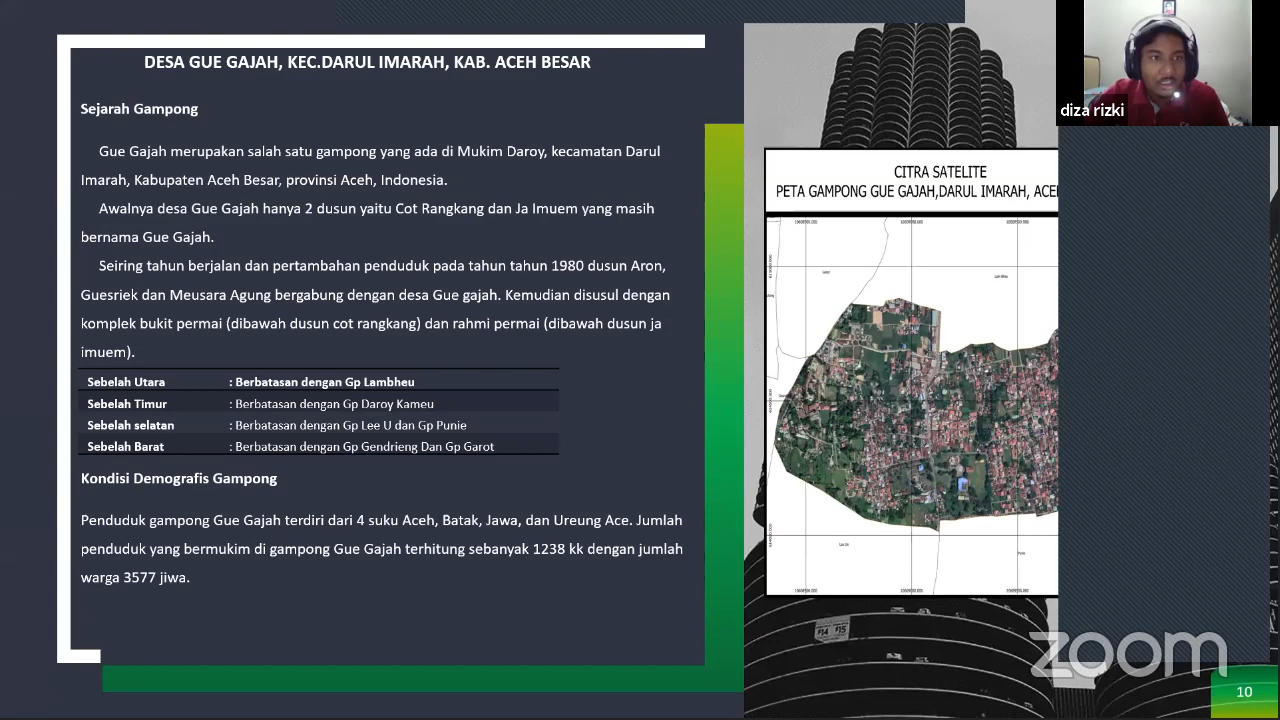 DESA GUE GAJAH, KEC.DARUL IMARAH, KAB. ACEH BESAR
Sejarah Gampong
Gue Gajah merupakan salah satu gampong yang ada di Mukim Daroy, kecamatan Darul
Imarah, Kabupaten Aceh Besar, provinsi Aceh, Indonesia.
Awalnya desa Gue Gajah hanya 2 dusun yaitu Cot Rangkang dan Ja Imuem yang masih
bernama Gue Gajah.
Seiring tahun berjalan dan pertambahan penduduk pada tahun tahun 1980 dusun Aron,
Guesriek dan Meusara Agung bergabung dengan desa Gue gajah. Kemudian disusul dengan
komplek bukit permai (dibawah dusun cot rangkang) dan rahmi permai (dibawah dusun ja
imuem).
Sebelah Utara : Berbatasan dengan Gp Lambheu
Sebelah Timur : Berbatasan dengan Gp Daroy Kameu
Sebelah selatan : Berbatasan dengan Gp Lee U dan Gp Punie
Sebelah Barat : Berbatasan dengan Gp Gendrieng Dan Gp Garot
Kondisi Demografis Gampong
Penduduk gampong Gue Gajah terdiri dari 4 suku Aceh, Batak, Jawa, dan Ureung Ace. Jumlah
penduduk yang bermukim di gampong Gue Gajah terhitung sebanyak 1238 kk dengan jumlah
warga 3577 jiwa.
CITRA SATELITE
PETA GAMPONG GUE GAJAH,DARUL IMARAH, ACE
diza rizki
zoom
10